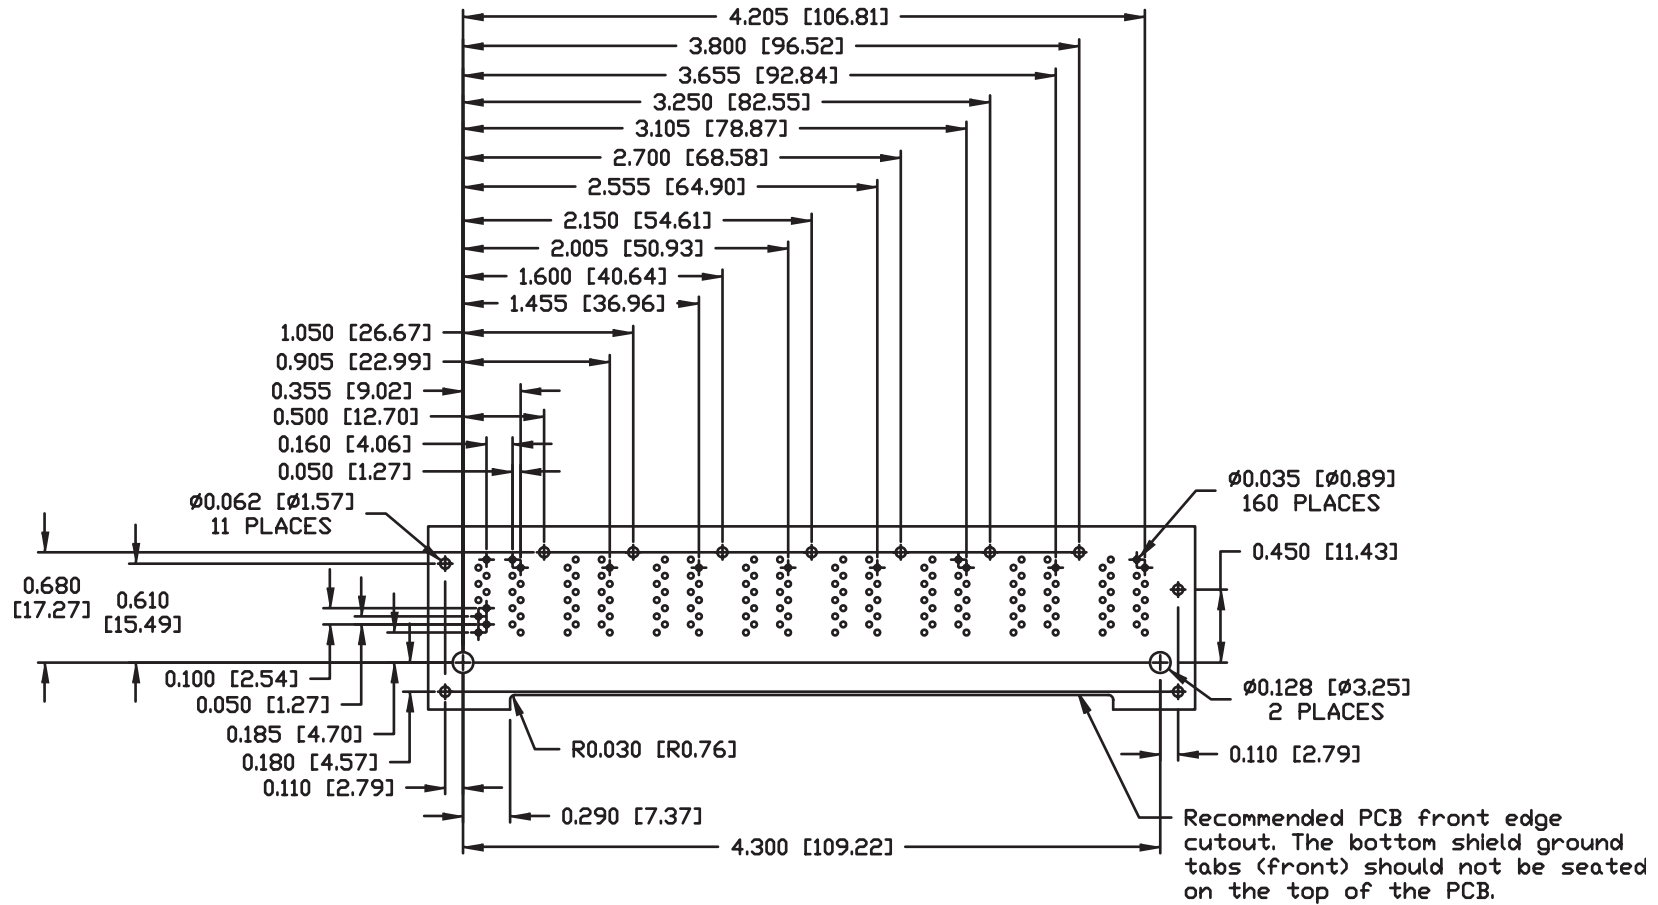 4.205 [106.81]
3.800 [96.52]
3.655 [92.84]
3.250 [82.55]
3.105 [78.87]
2.700 [68.58]
2.555 [64.90]
2.150 [54.61]
2.005 [50.93]
1.600 [40.64]
1.455 [36.96]
1.050 [26.67]
0.905 [22.99]
0.355 [9.02]
0.500 [12.70]
0.160 [4.06]
0.050 [1.27]
Ø0.062 [Ø1.57]
11 PLACES
Ø0.035 [Ø0.89]
160 PLACES
0.450 [11.43]
0.680
[17.27]
0.610
[15.49]
0.100 [2.54]
0.050 [1.27]
0.185 [4.70]
0.180 [4.57]
0.110 [2.79]
Ø0.128 [Ø3.25]
2 PLACES
R0.030 [R0.76]
0.110 [2.79]
0.290 [7.37]
4.300 [109.22]
Recommended PCB front edge
cutout. The bottom shield ground
tabs (front) should not be seated
on the top of the PCB.